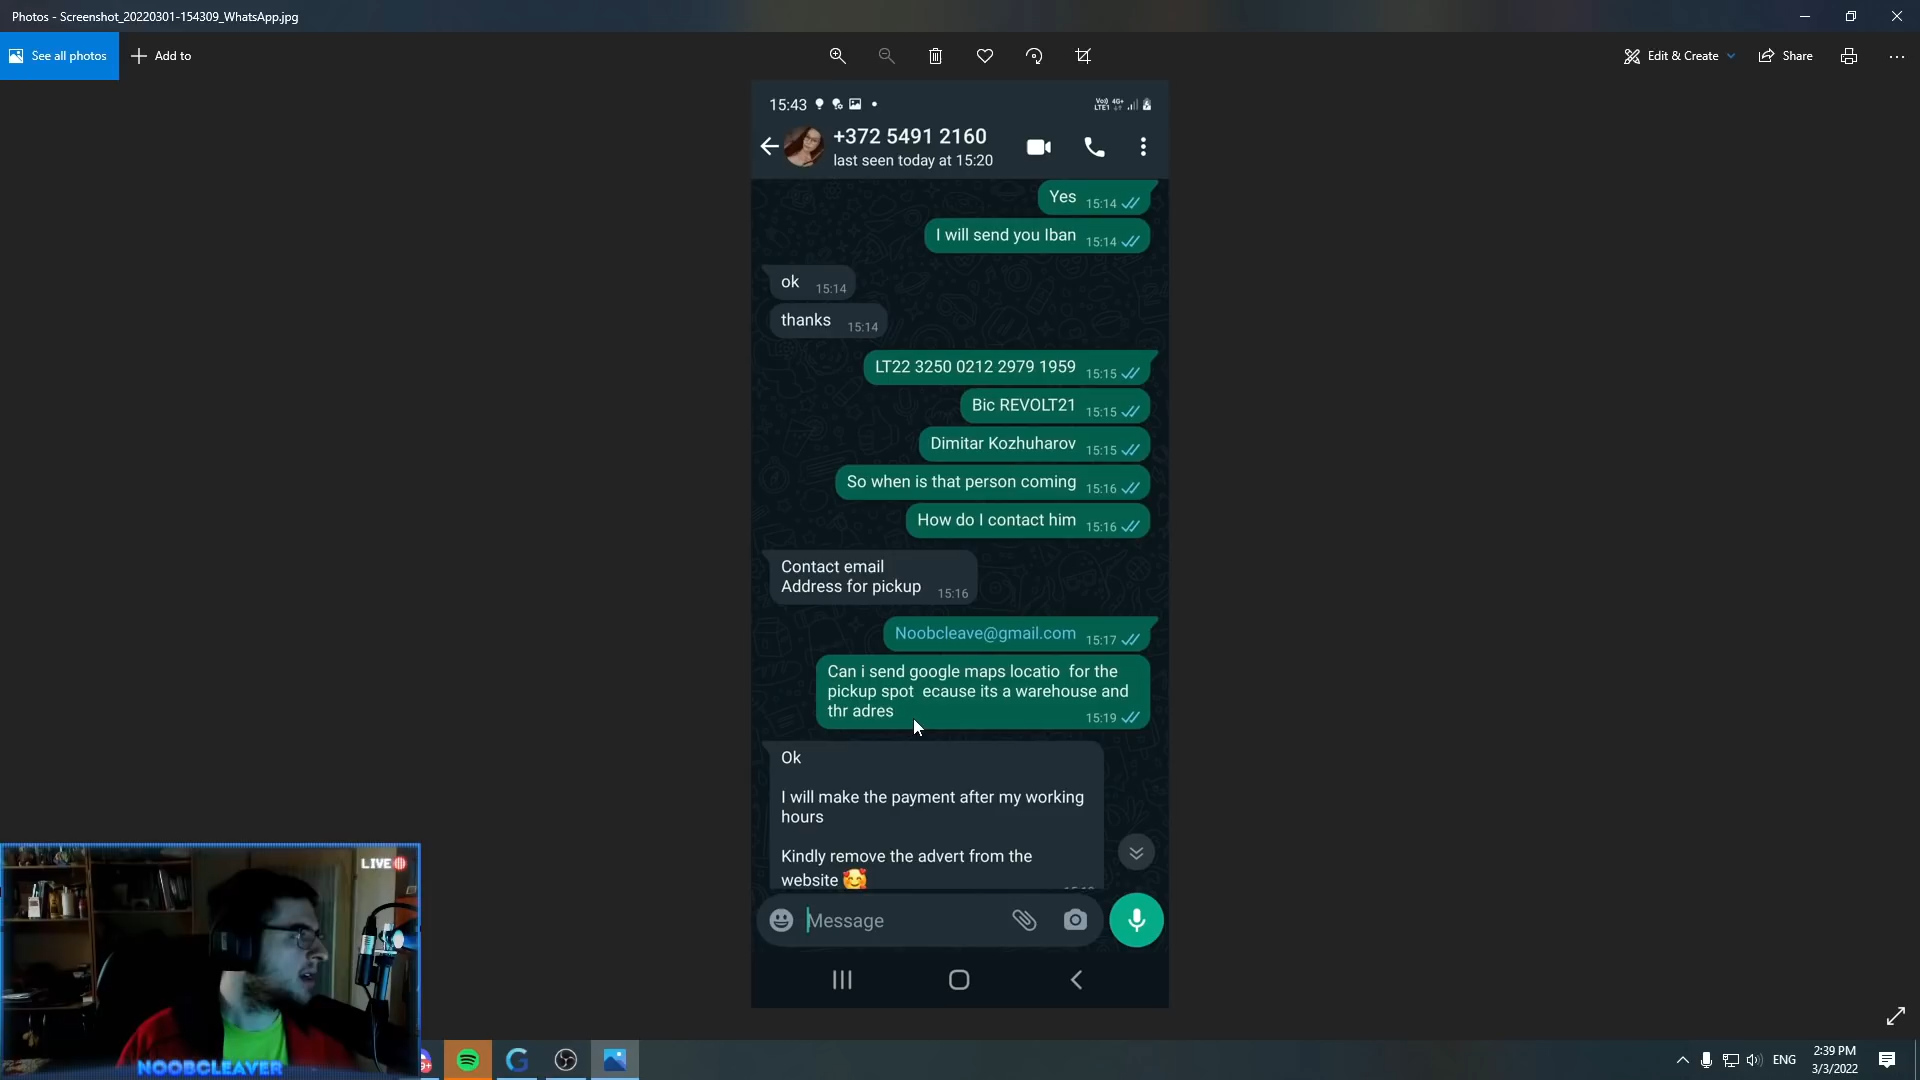 Photos - Screenshot_20220301-154309_WhatsApp.jpg
See all photos
Add to
Edit & Create
Share
15:43
+372 5491 2160
last seen today at 15:20
Yes 15:14
I will send you Iban 15:14
ok 15:14
thanks 15:14
LT22 3250 0212 2979 1959 15:15
Bic REVOLT21 15:15
Dimitar Kozhuharov 15:15
So when is that person coming 15:16
How do I contact him 15:16
Contact email
Address for pickup 15:16
Noobcleave@gmail.com 15:17
Can i send google maps locatio for the
pickup spot ecause its a warehouse and
thr adres 15:19
Ok
I will make the payment after my working
hours
Kindly remove the advert from the
website 🥰
Message
LIVE
NOOBCLEAVER
ENG
2:39 PM
3/3/2022